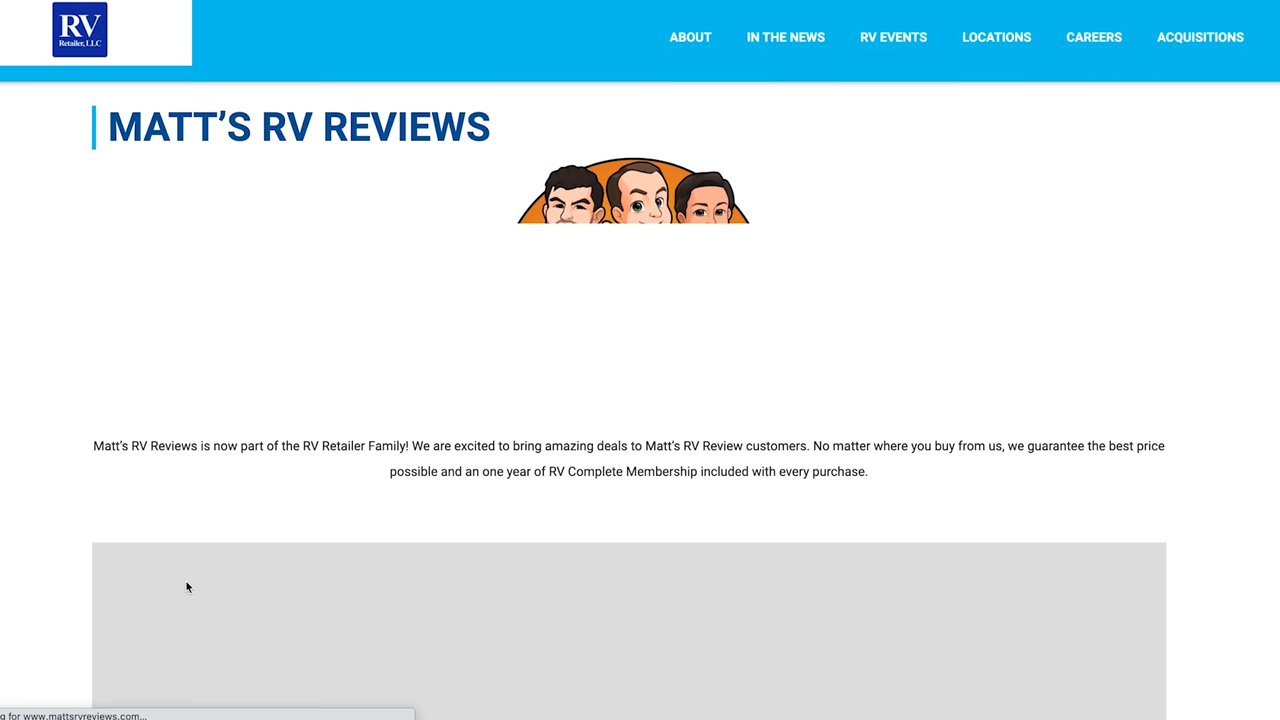 RV
Retailer, LLC
ABOUT IN THE NEWS RV EVENTS LOCATIONS CAREERS ACQUISITIONS
MATT’S RV REVIEWS
Matt’s RV Reviews is now part of the RV Retailer Family! We are excited to bring amazing deals to Matt’s RV Review customers. No matter where you buy from us, we guarantee the best price
possible and an one year of RV Complete Membership included with every purchase.
g for www.mattsrvreviews.com...